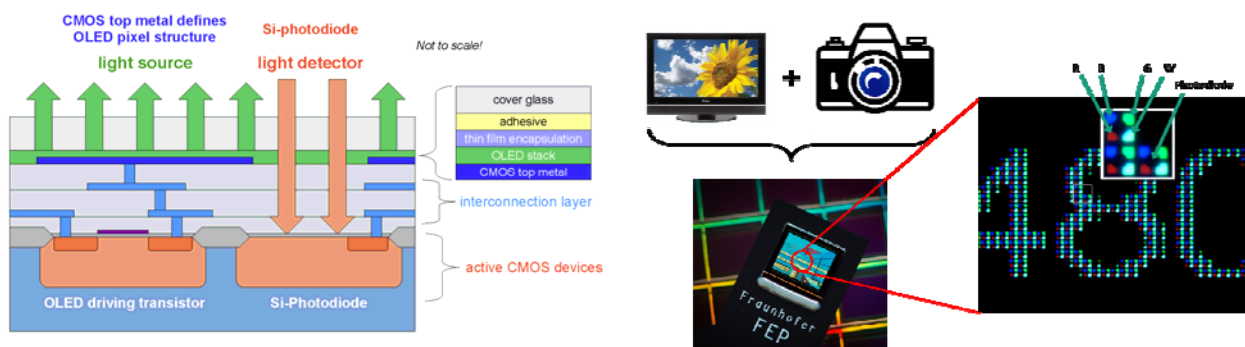 CMOS top metal defines
OLED pixel structure
light source
Si-photodiode
light detector
Not to scale!
cover glass
adhesive
thin film encapsulation
OLED stack
CMOS top metal
interconnection layer
active CMOS devices
OLED driving transistor
Si-Photodiode
+
Fraunhofer
FEP
R B G W
Photodiode
480